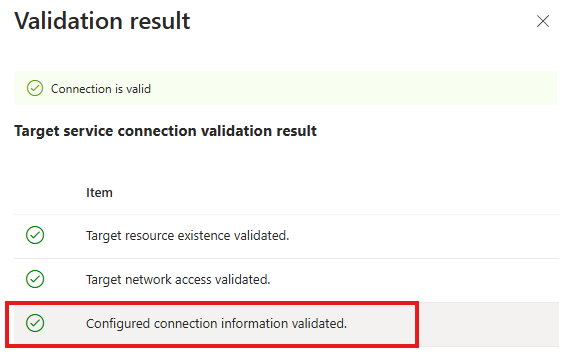 Validation result
Connection is valid
Target service connection validation result
Item
Target resource existence validated.
Target network access validated.
Configured connection information validated.